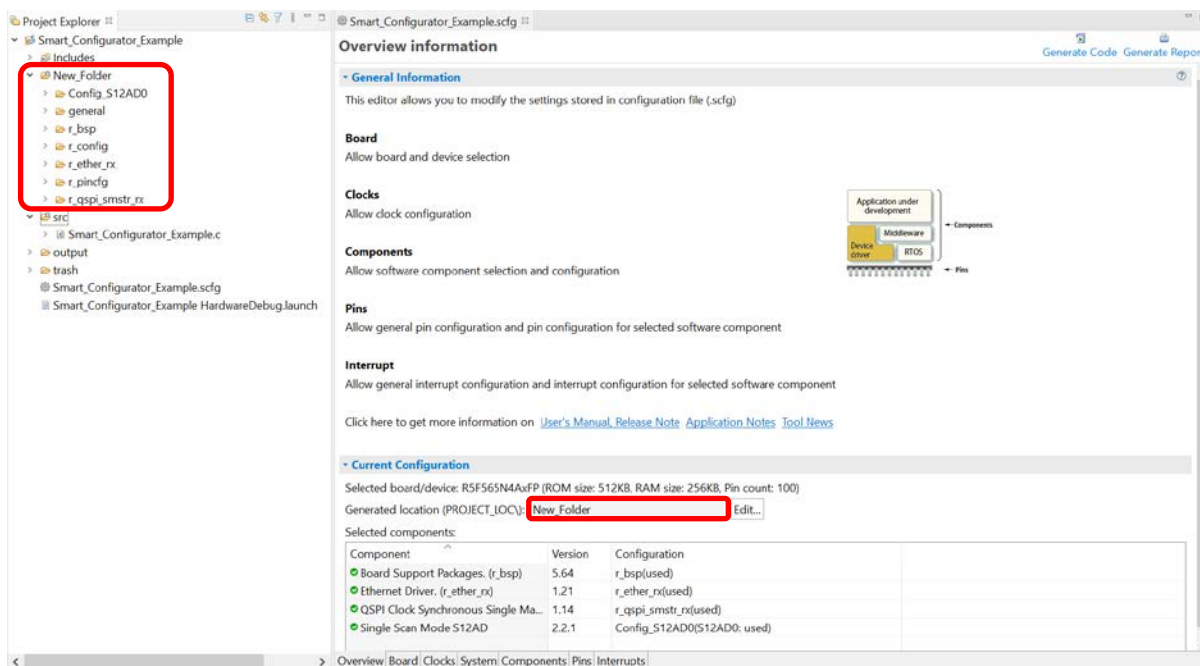 Project Explorer
Smart_Configurator_Example
Includes
New_Folder
Config_S12AD0
general
r_bsp
r_config
r_ether_rx
r_pincfg
r_qspi_smstr_rx
src
Smart_Configurator_Example.c
output
trash
Smart_Configurator_Example.scfg
Smart_Configurator_Example HardwareDebug.launch
Smart_Configurator_Example.scfg
Overview information
Generate Code Generate Repor
General Information
This editor allows you to modify the settings stored in configuration file (.scfg)
Board
Allow board and device selection
Clocks
Allow clock configuration
Components
Allow software component selection and configuration
Pins
Allow general pin configuration and pin configuration for selected software component
Interrupt
Allow general interrupt configuration and interrupt configuration for selected software component
Application under
development
Middleware
Device
driver
RTOS
Components
Pins
Click here to get more information on User's Manual, Release Note Application Notes Tool News
Current Configuration
Selected board/device: R5F565N4AxFP (ROM size: 512KB, RAM size: 256KB, Pin count: 100)
Generated location (PROJECT_LOC\): New_Folder Edit...
Selected components:
Component Version Configuration
Board Support Packages. (r_bsp) 5.64 r_bsp(used)
Ethernet Driver. (r_ether_rx) 1.21 r_ether_rx(used)
QSPI Clock Synchronous Single Ma... 1.14 r_qspi_smstr_rx(used)
Single Scan Mode S12AD 2.2.1 Config_S12AD0(S12AD0: used)
Overview Board Clocks System Components Pins Interrupts